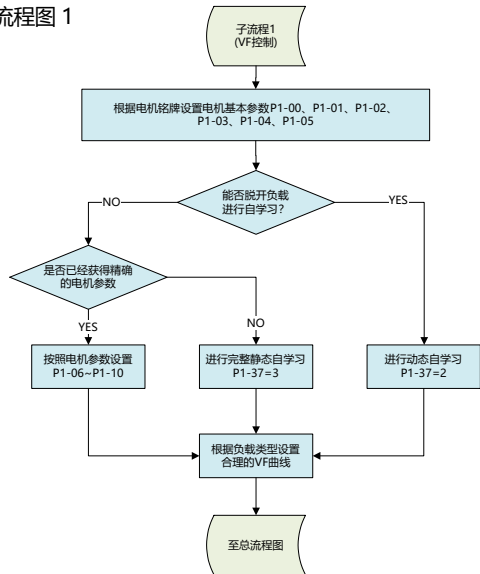 流程图 1
子流程1
(VF控制)
根据电机铭牌设置电机基本参数P1-00、P1-01、P1-02、
P1-03、P1-04、P1-05
能否脱开负载
进行自学习？
NO
YES
是否已经获得精确
的电机参数
YES
NO
按照电机参数设置
P1-06~P1-10
进行完整静态自学习
P1-37=3
进行动态自学习
P1-37=2
根据负载类型设置
合理的VF曲线
至总流程图